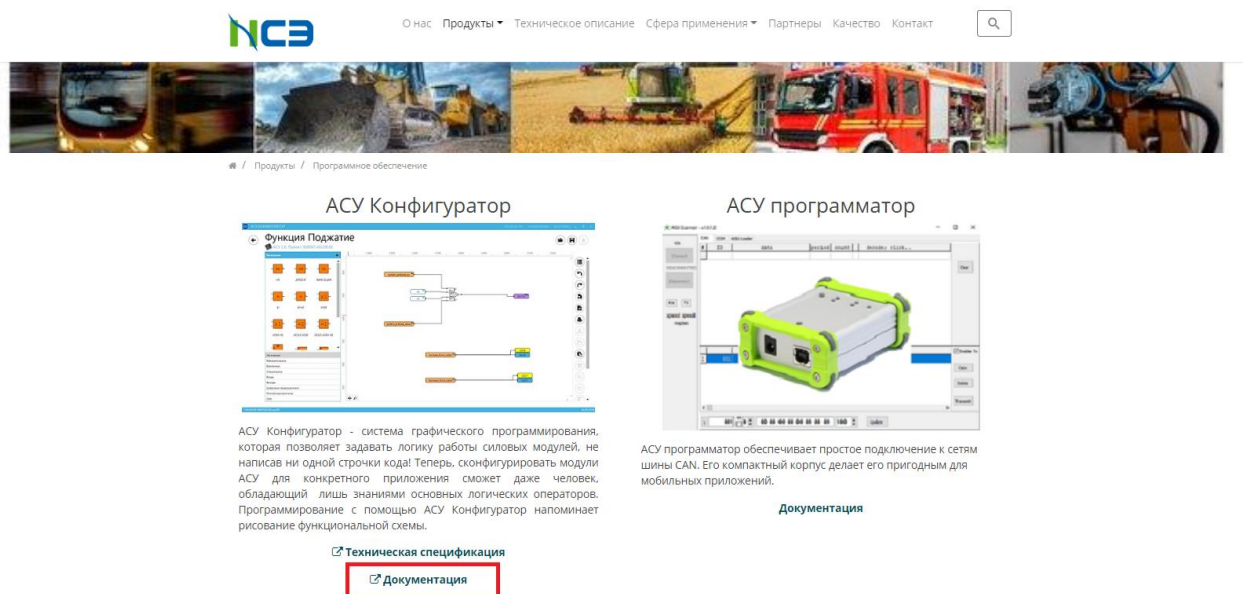 НСЭ
О нас Продукты Техническое описание Сфера применения Партнеры Качество Контакт
/ Продукты / Программное обеспечение
АСУ Конфигуратор
АСУ программатор
Функция Поджатие
АСУ Конфигуратор - система графического программирования,
которая позволяет задавать логику работы силовых модулей, не
написав ни одной строчки кода! Теперь, сконфигурировать модули
АСУ для конкретного приложения сможет даже человек,
обладающий лишь знаниями основных логических операторов.
Программирование с помощью АСУ Конфигуратор напоминает
рисование функциональной схемы.
Техническая спецификация
Документация
АСУ программатор обеспечивает простое подключение к сетям
шины CAN. Его компактный корпус делает его пригодным для
мобильных приложений.
Документация